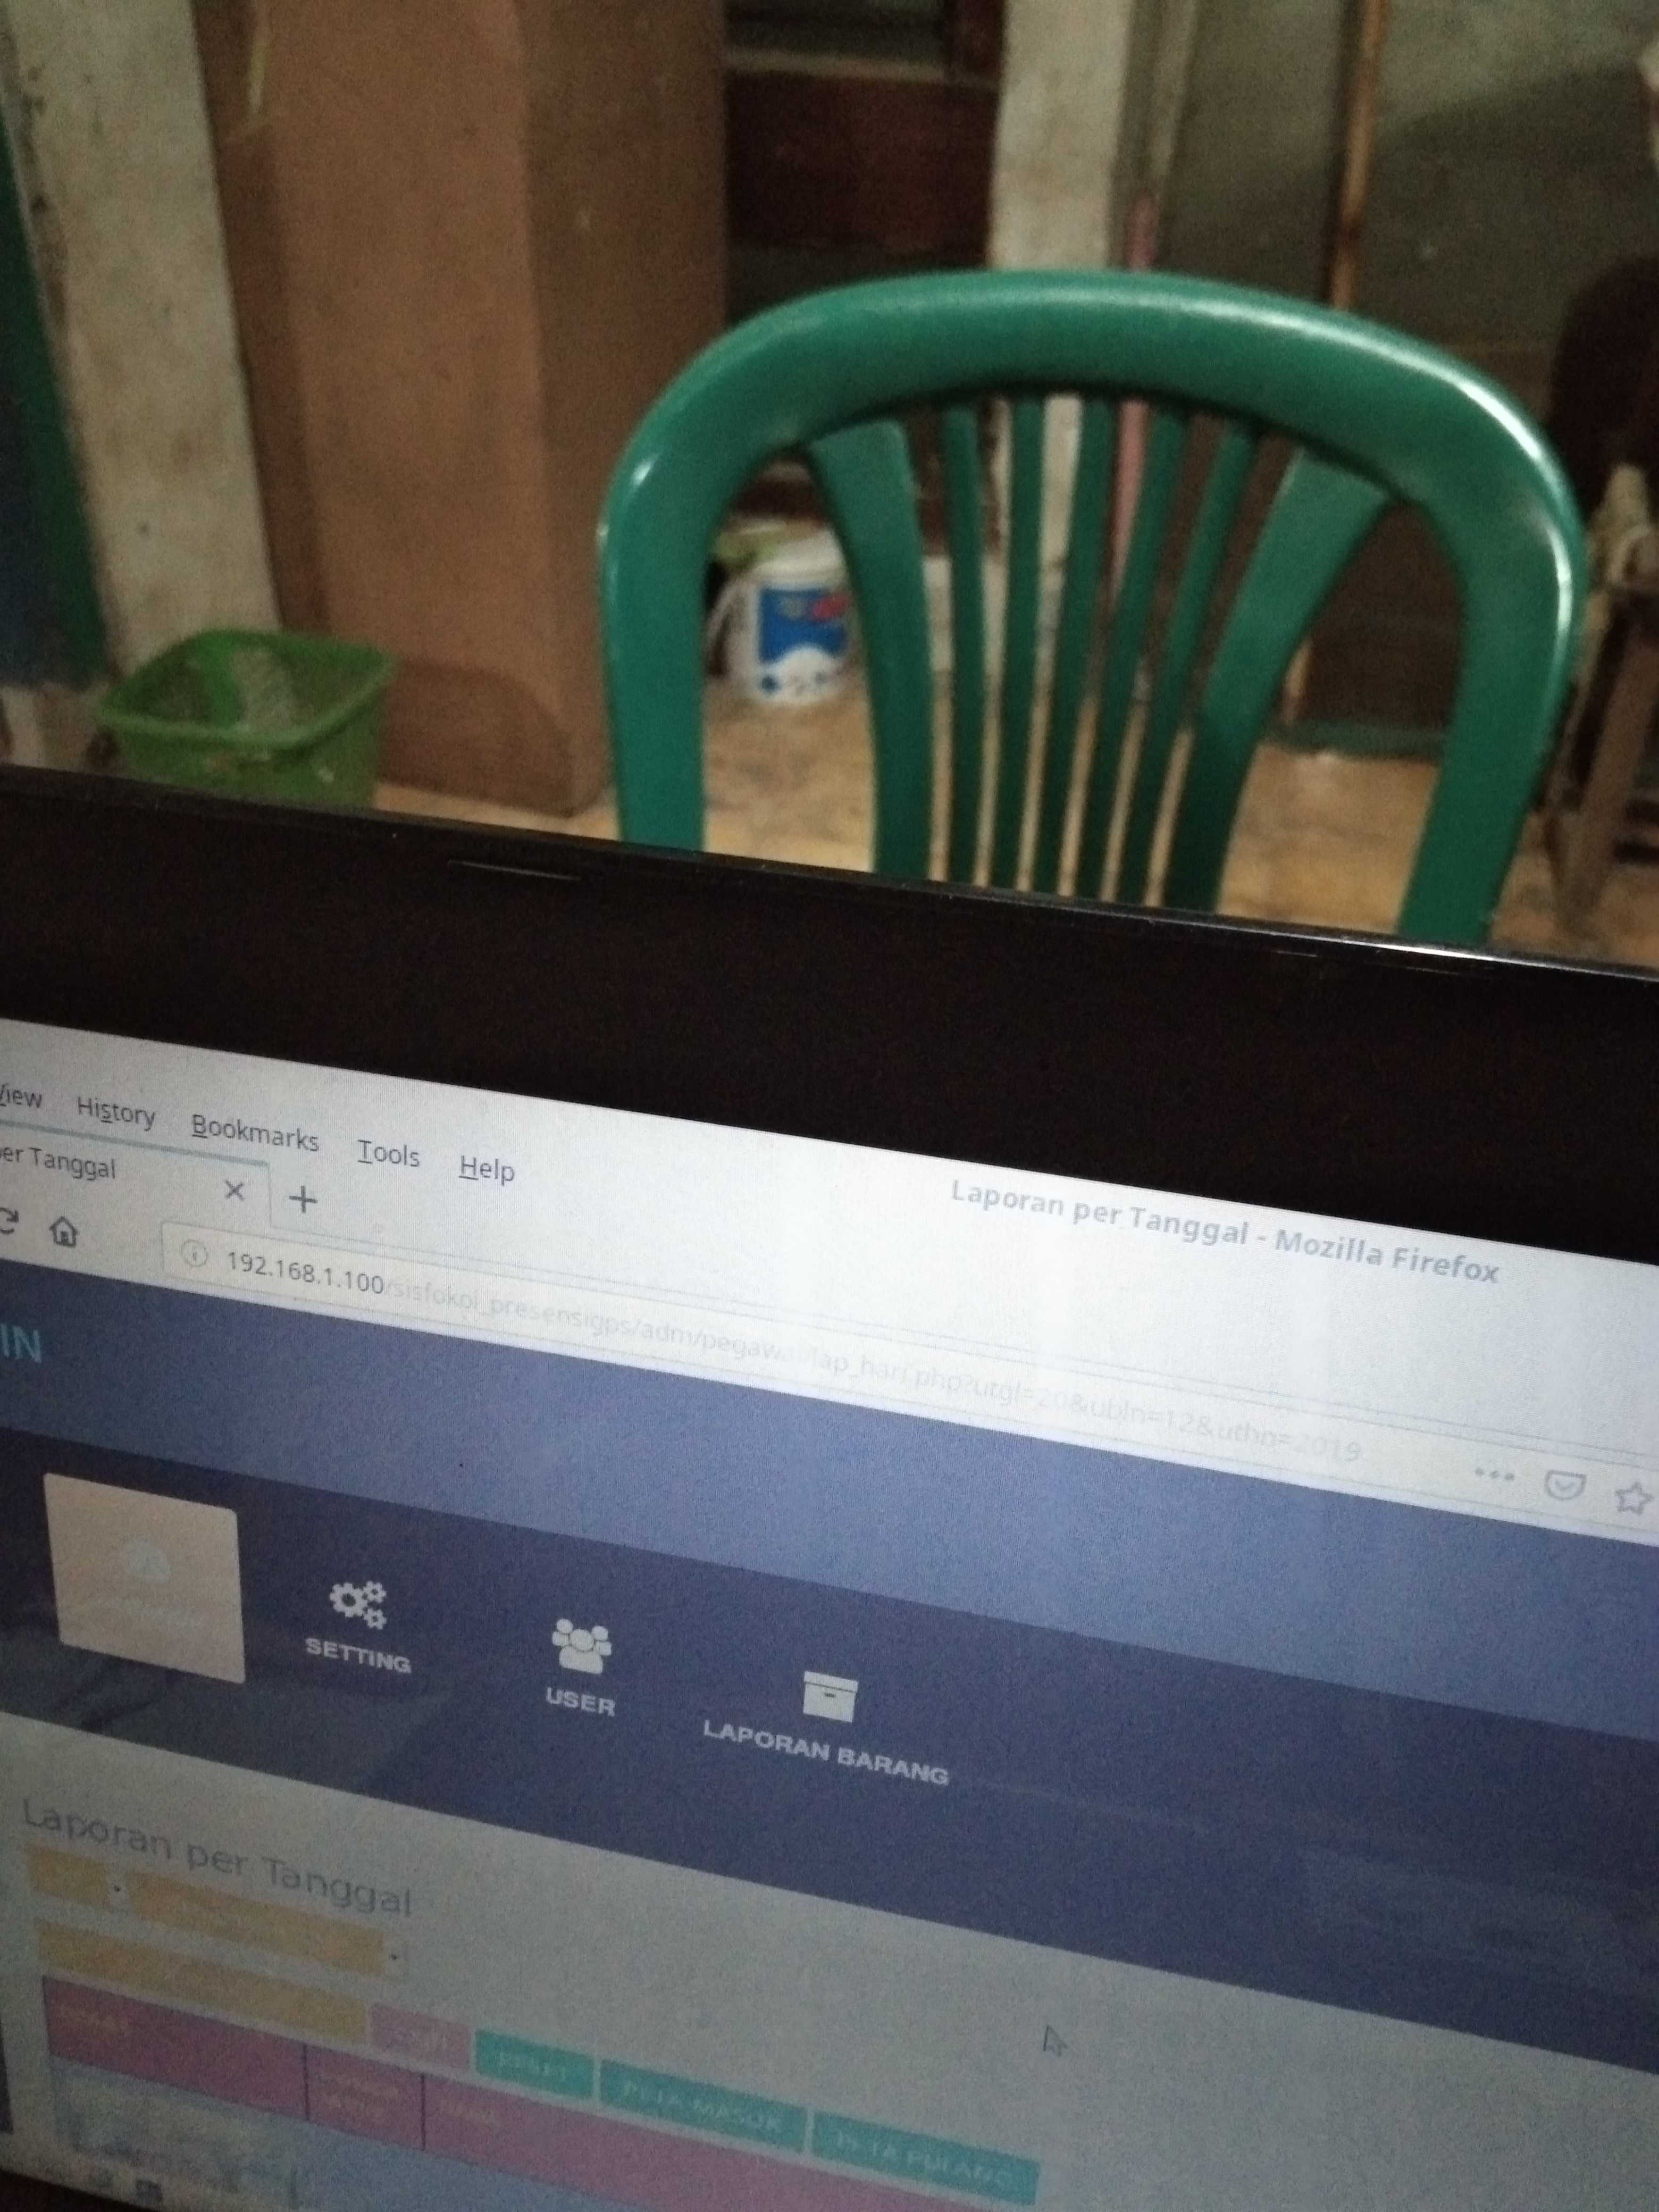 View History Bookmarks Tools Help
Laporan per Tanggal - Mozilla Firefox
per Tanggal
192.168.1.100/sisfokol_presensigps/adm/pegawai/lap_hari.php?utgl=20&ubln=12&uthn=2019
IN
SETTING
USER
LAPORAN BARANG
Laporan per Tanggal
CARI
RESET
PETA MASUK
PETA PULANG